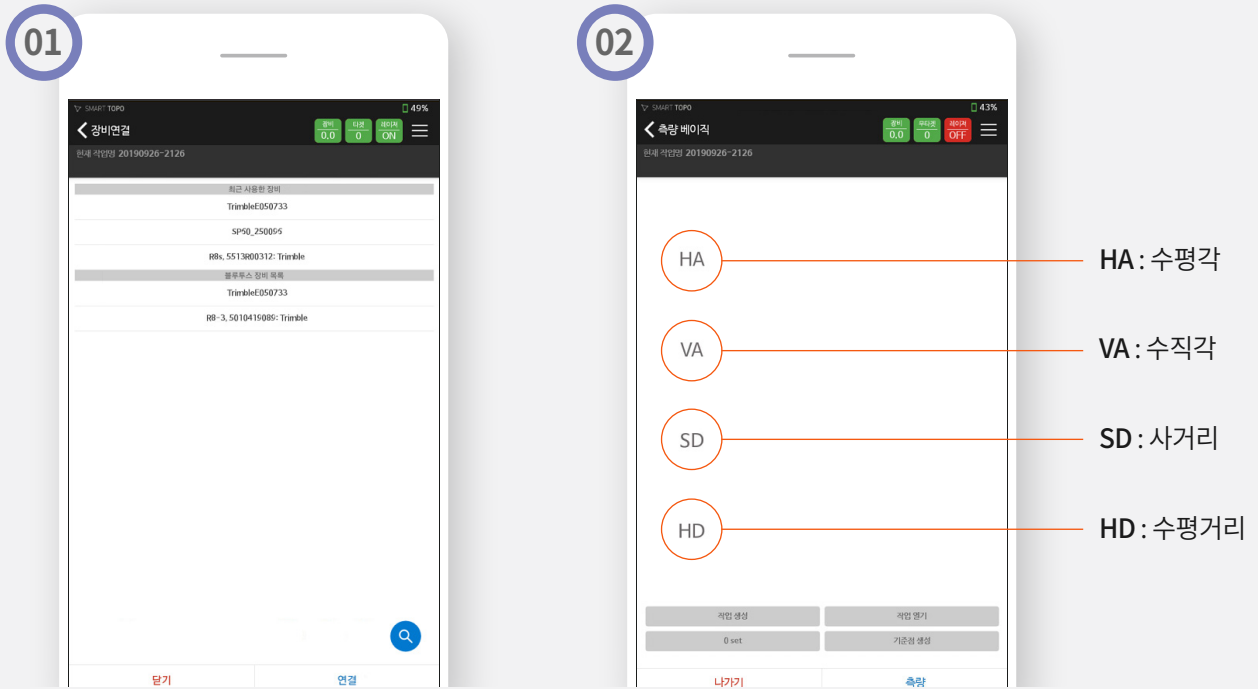 01
SMART TOPO
49%
장비연결
장비
0.0
타겟
0
레이저
ON
현재 작업명 20190926-2126
최근 사용한 장비
TrimbleE050733
SP50_250095
R8s, 5513R00312: Trimble
블루투스 장비 목록
TrimbleE050733
R8-3, 5010419089: Trimble
닫기
연결
02
SMART TOPO
43%
측량 베이직
장비
0.0
무타겟
0
레이저
OFF
현재 작업명 20190926-2126
HA
HA : 수평각
VA
VA : 수직각
SD
SD : 사거리
HD
HD : 수평거리
작업 생성
작업 열기
0 set
기준점 생성
나가기
측량